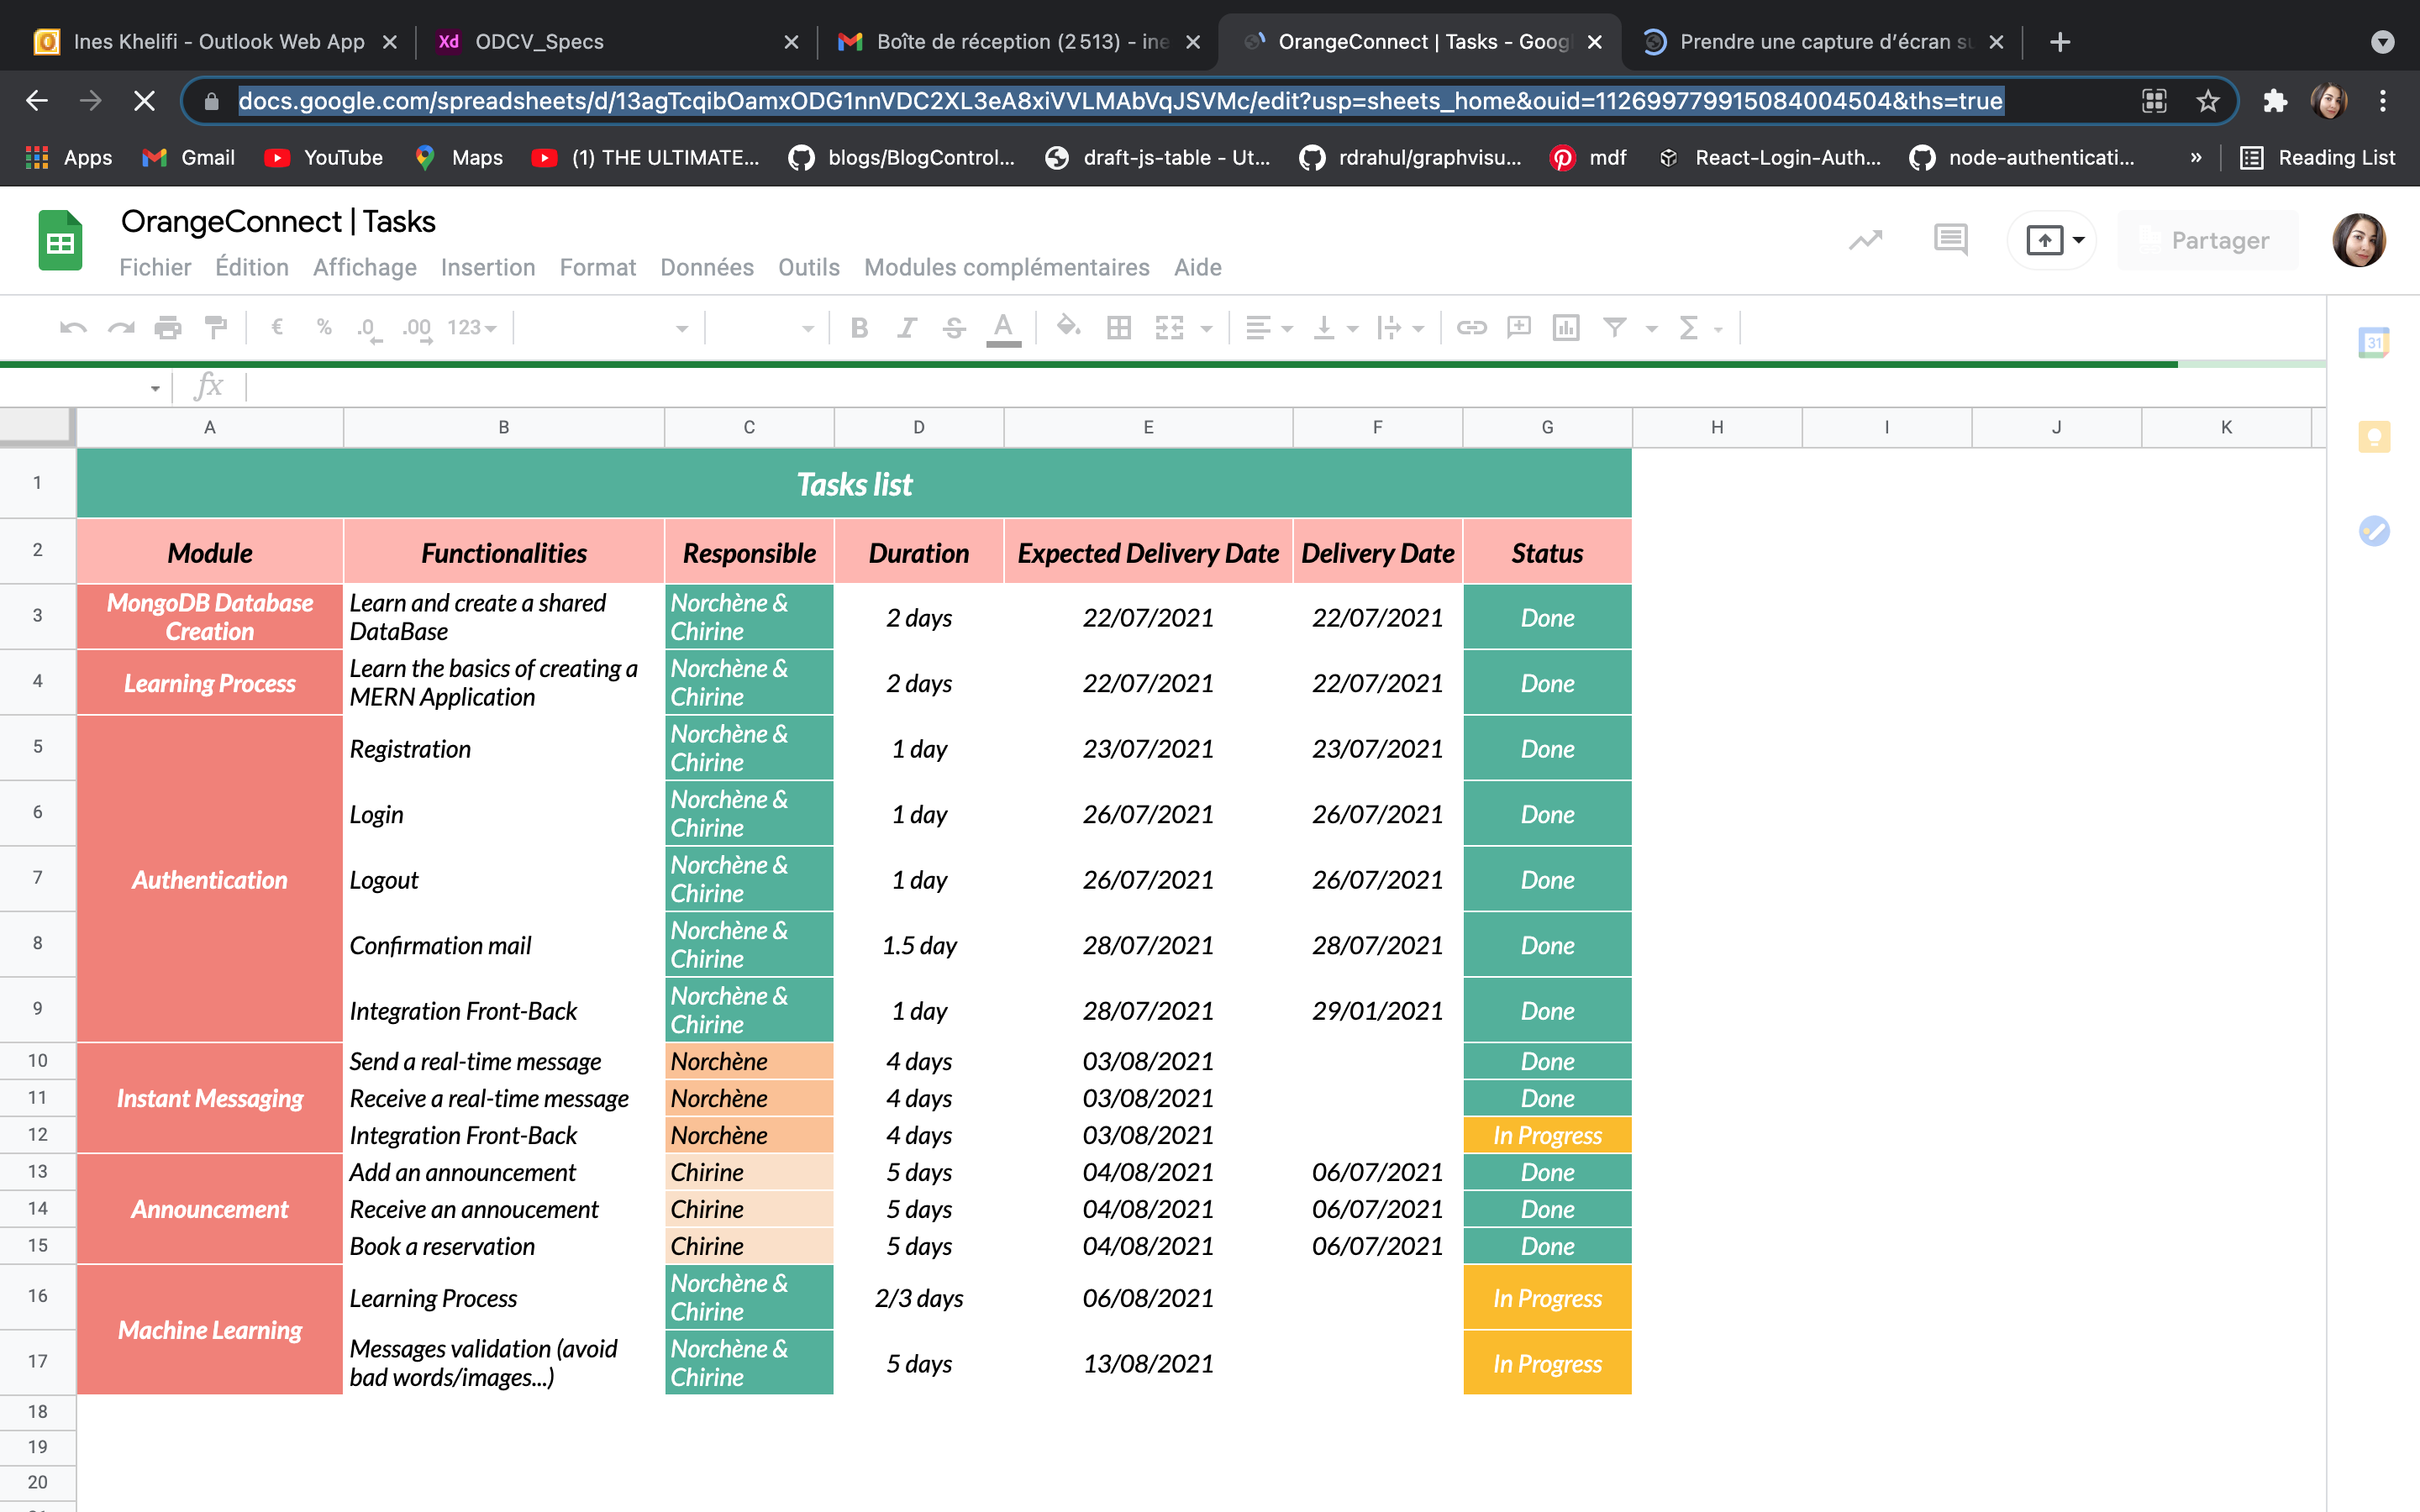 Ines Khelifi - Outlook Web App
Xd ODCV_Specs
Boîte de réception (2 513) - ine
OrangeConnect | Tasks - Goog
Prendre une capture d'écran su
docs.google.com/spreadsheets/d/13agTcqibOamxODG1nnVDC2XL3eA8xiVVLMAbVqJSVMc/edit?usp=sheets_home&ouid=112699779915084004504&ths=true
Apps Gmail YouTube Maps (1) THE ULTIMATE... blogs/BlogControl... draft-js-table - Ut... rdrahul/graphvisu... mdf React-Login-Auth... node-authenticati... » Reading List
OrangeConnect | Tasks
Fichier Édition Affichage Insertion Format Données Outils Modules complémentaires Aide
Partager
€ % .0 .00 123 B I S A Σ
31
fx
A B C D E F G H I J K
1 Tasks list
2 Module Functionalities Responsible Duration Expected Delivery Date Delivery Date Status
3 MongoDB Database Creation Learn and create a shared DataBase Norchène & Chirine 2 days 22/07/2021 22/07/2021 Done
4 Learning Process Learn the basics of creating a MERN Application Norchène & Chirine 2 days 22/07/2021 22/07/2021 Done
5 Registration Norchène & Chirine 1 day 23/07/2021 23/07/2021 Done
6 Login Norchène & Chirine 1 day 26/07/2021 26/07/2021 Done
7 Authentication Logout Norchène & Chirine 1 day 26/07/2021 26/07/2021 Done
8 Confirmation mail Norchène & Chirine 1.5 day 28/07/2021 28/07/2021 Done
9 Integration Front-Back Norchène & Chirine 1 day 28/07/2021 29/01/2021 Done
10 Send a real-time message Norchène 4 days 03/08/2021 Done
11 Instant Messaging Receive a real-time message Norchène 4 days 03/08/2021 Done
12 Integration Front-Back Norchène 4 days 03/08/2021 In Progress
13 Add an announcement Chirine 5 days 04/08/2021 06/07/2021 Done
14 Announcement Receive an annoucement Chirine 5 days 04/08/2021 06/07/2021 Done
15 Book a reservation Chirine 5 days 04/08/2021 06/07/2021 Done
16 Machine Learning Learning Process Norchène & Chirine 2/3 days 06/08/2021 In Progress
17 Messages validation (avoid bad words/images...) Norchène & Chirine 5 days 13/08/2021 In Progress
18
19
20